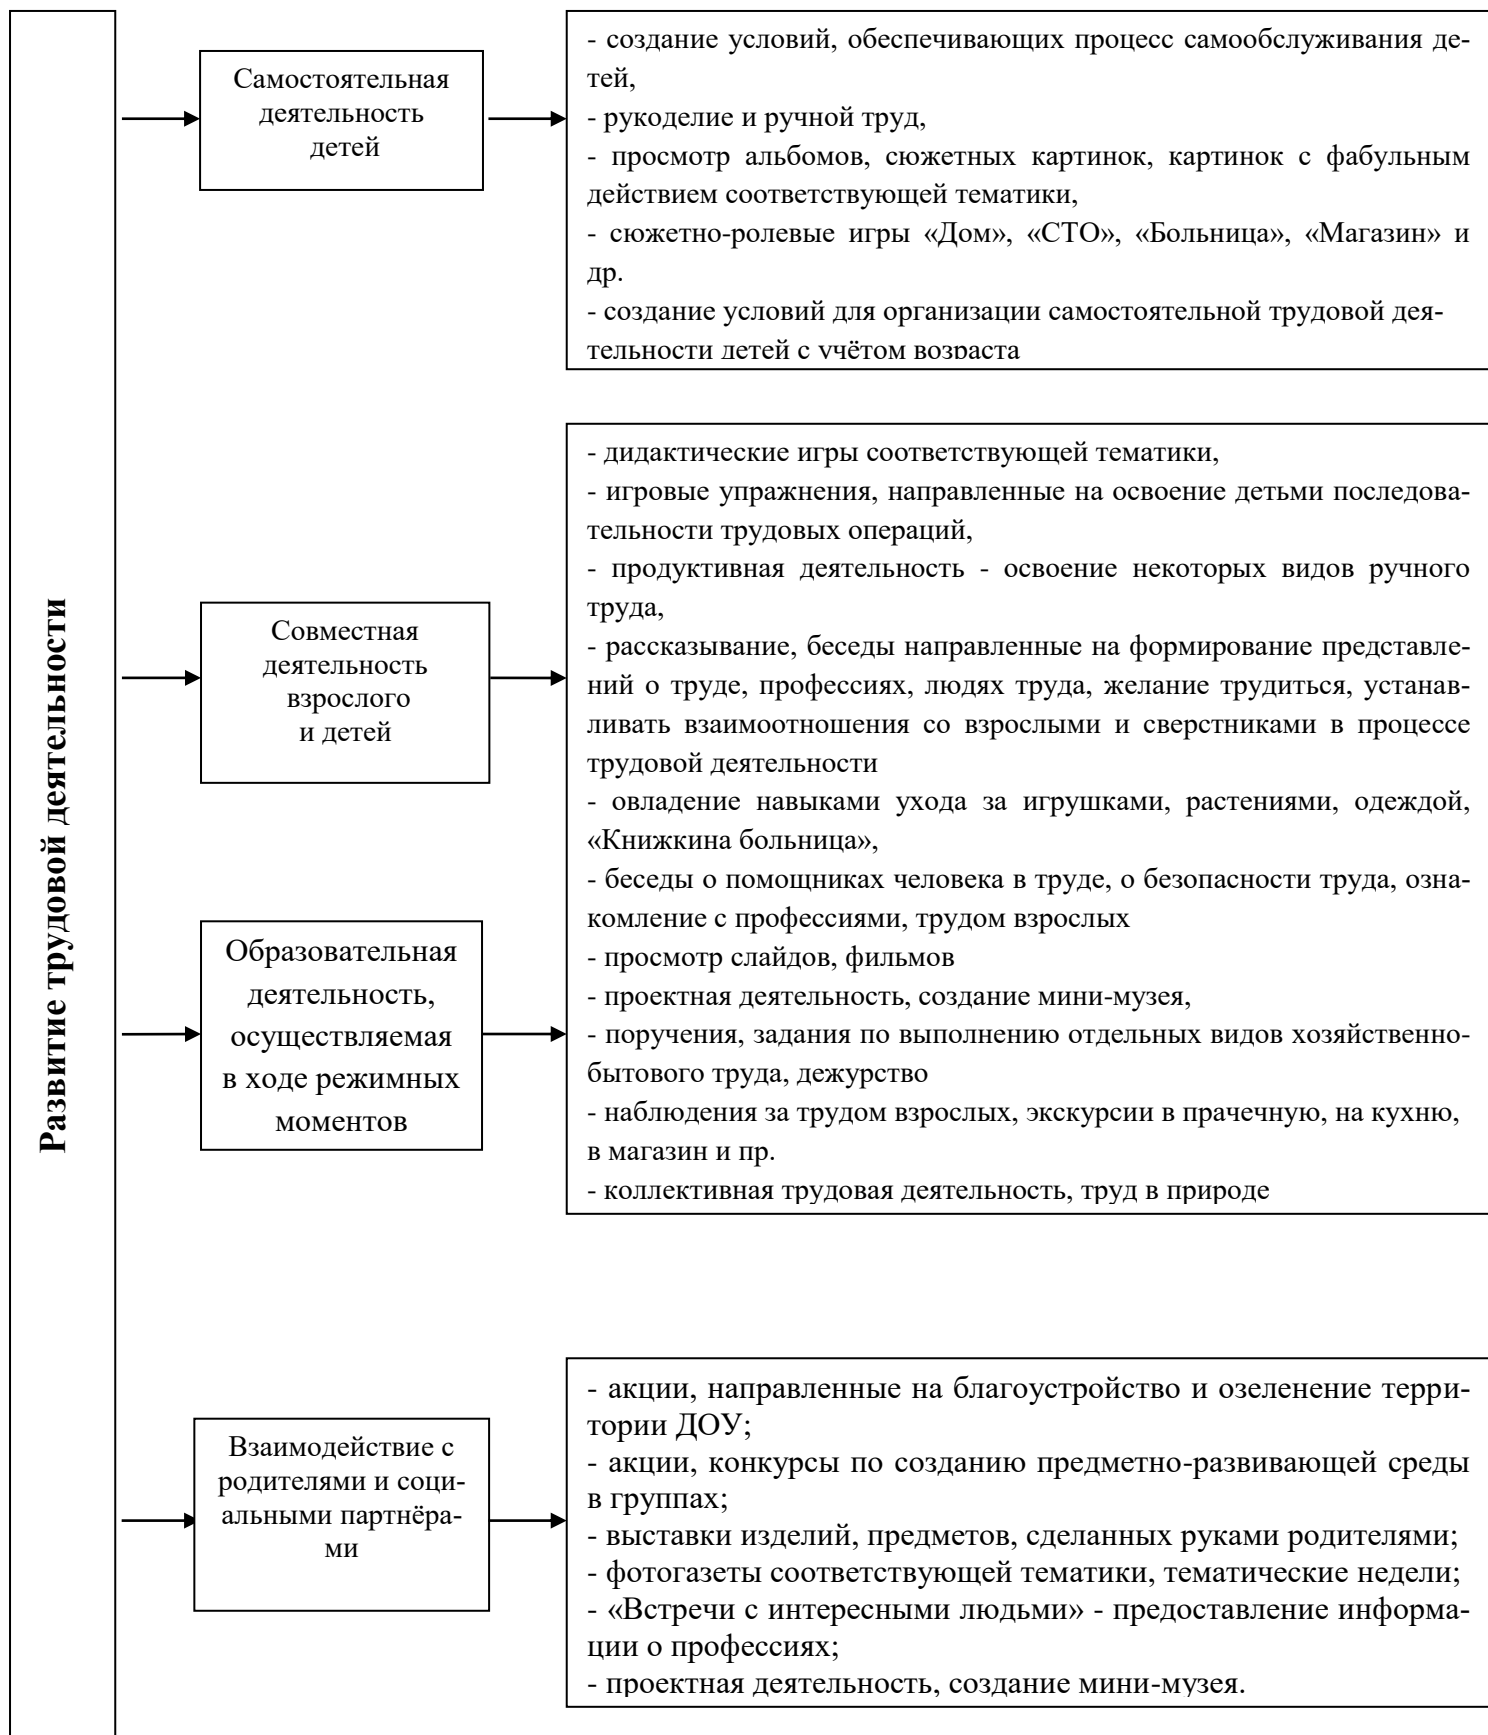 Развитие трудовой деятельности
Самостоятельная
деятельность
детей
- создание условий, обеспечивающих процесс самообслуживания де-
тей,
- рукоделие и ручной труд,
- просмотр альбомов, сюжетных картинок, картинок с фабульным
действием соответствующей тематики,
- сюжетно-ролевые игры «Дом», «СТО», «Больница», «Магазин» и
др.
- создание условий для организации самостоятельной трудовой дея-
тельности детей с учётом возраста
Совместная
деятельность
взрослого
и детей
Образовательная
деятельность,
осуществляемая
в ходе режимных
моментов
- дидактические игры соответствующей тематики,
- игровые упражнения, направленные на освоение детьми последова-
тельности трудовых операций,
- продуктивная деятельность - освоение некоторых видов ручного
труда,
- рассказывание, беседы направленные на формирование представле-
ний о труде, профессиях, людях труда, желание трудиться, устанав-
ливать взаимоотношения со взрослыми и сверстниками в процессе
трудовой деятельности
- овладение навыками ухода за игрушками, растениями, одеждой,
«Книжкина больница»,
- беседы о помощниках человека в труде, о безопасности труда, озна-
комление с профессиями, трудом взрослых
- просмотр слайдов, фильмов
- проектная деятельность, создание мини-музея,
- поручения, задания по выполнению отдельных видов хозяйственно-
бытового труда, дежурство
- наблюдения за трудом взрослых, экскурсии в прачечную, на кухню,
в магазин и пр.
- коллективная трудовая деятельность, труд в природе
Взаимодействие с
родителями и соци-
альными партнёра-
ми
- акции, направленные на благоустройство и озеленение терри-
тории ДОУ;
- акции, конкурсы по созданию предметно-развивающей среды
в группах;
- выставки изделий, предметов, сделанных руками родителями;
- фотогазеты соответствующей тематики, тематические недели;
- «Встречи с интересными людьми» - предоставление информа-
ции о профессиях;
- проектная деятельность, создание мини-музея.